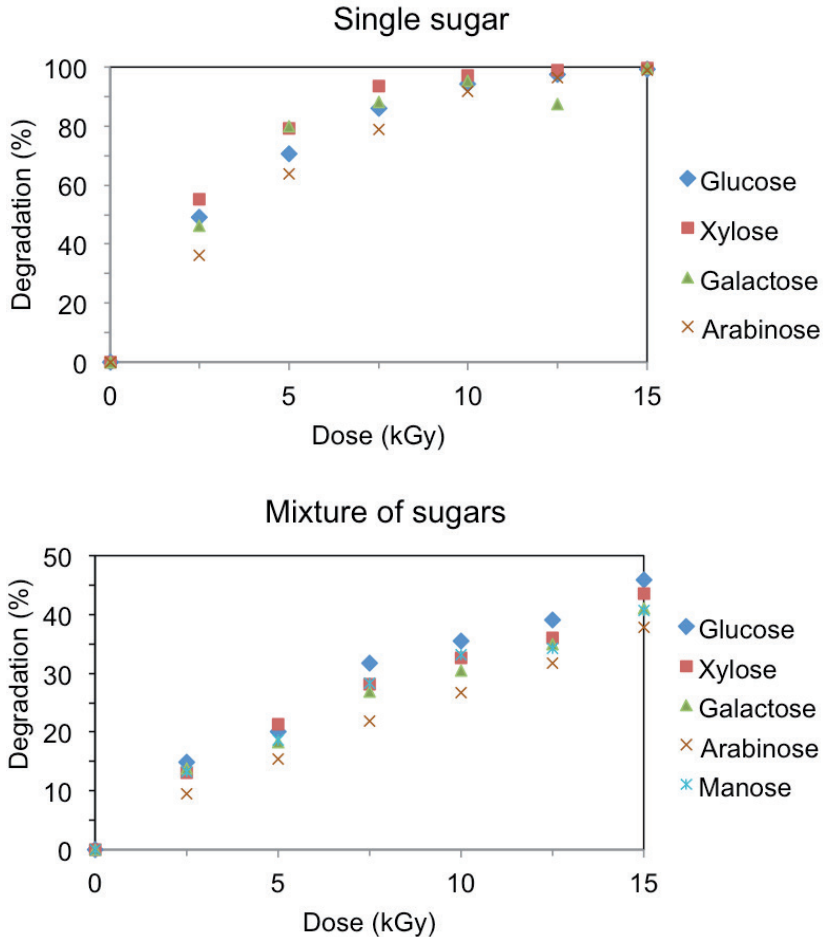 Single sugar
Degradation (%)
100
80
60
40
20
0
0 5 10 15
Dose (kGy)
Glucose
Xylose
Galactose
Arabinose
Mixture of sugars
Degradation (%)
50
40
30
20
10
0
0 5 10 15
Dose (kGy)
Glucose
Xylose
Galactose
Arabinose
Manose